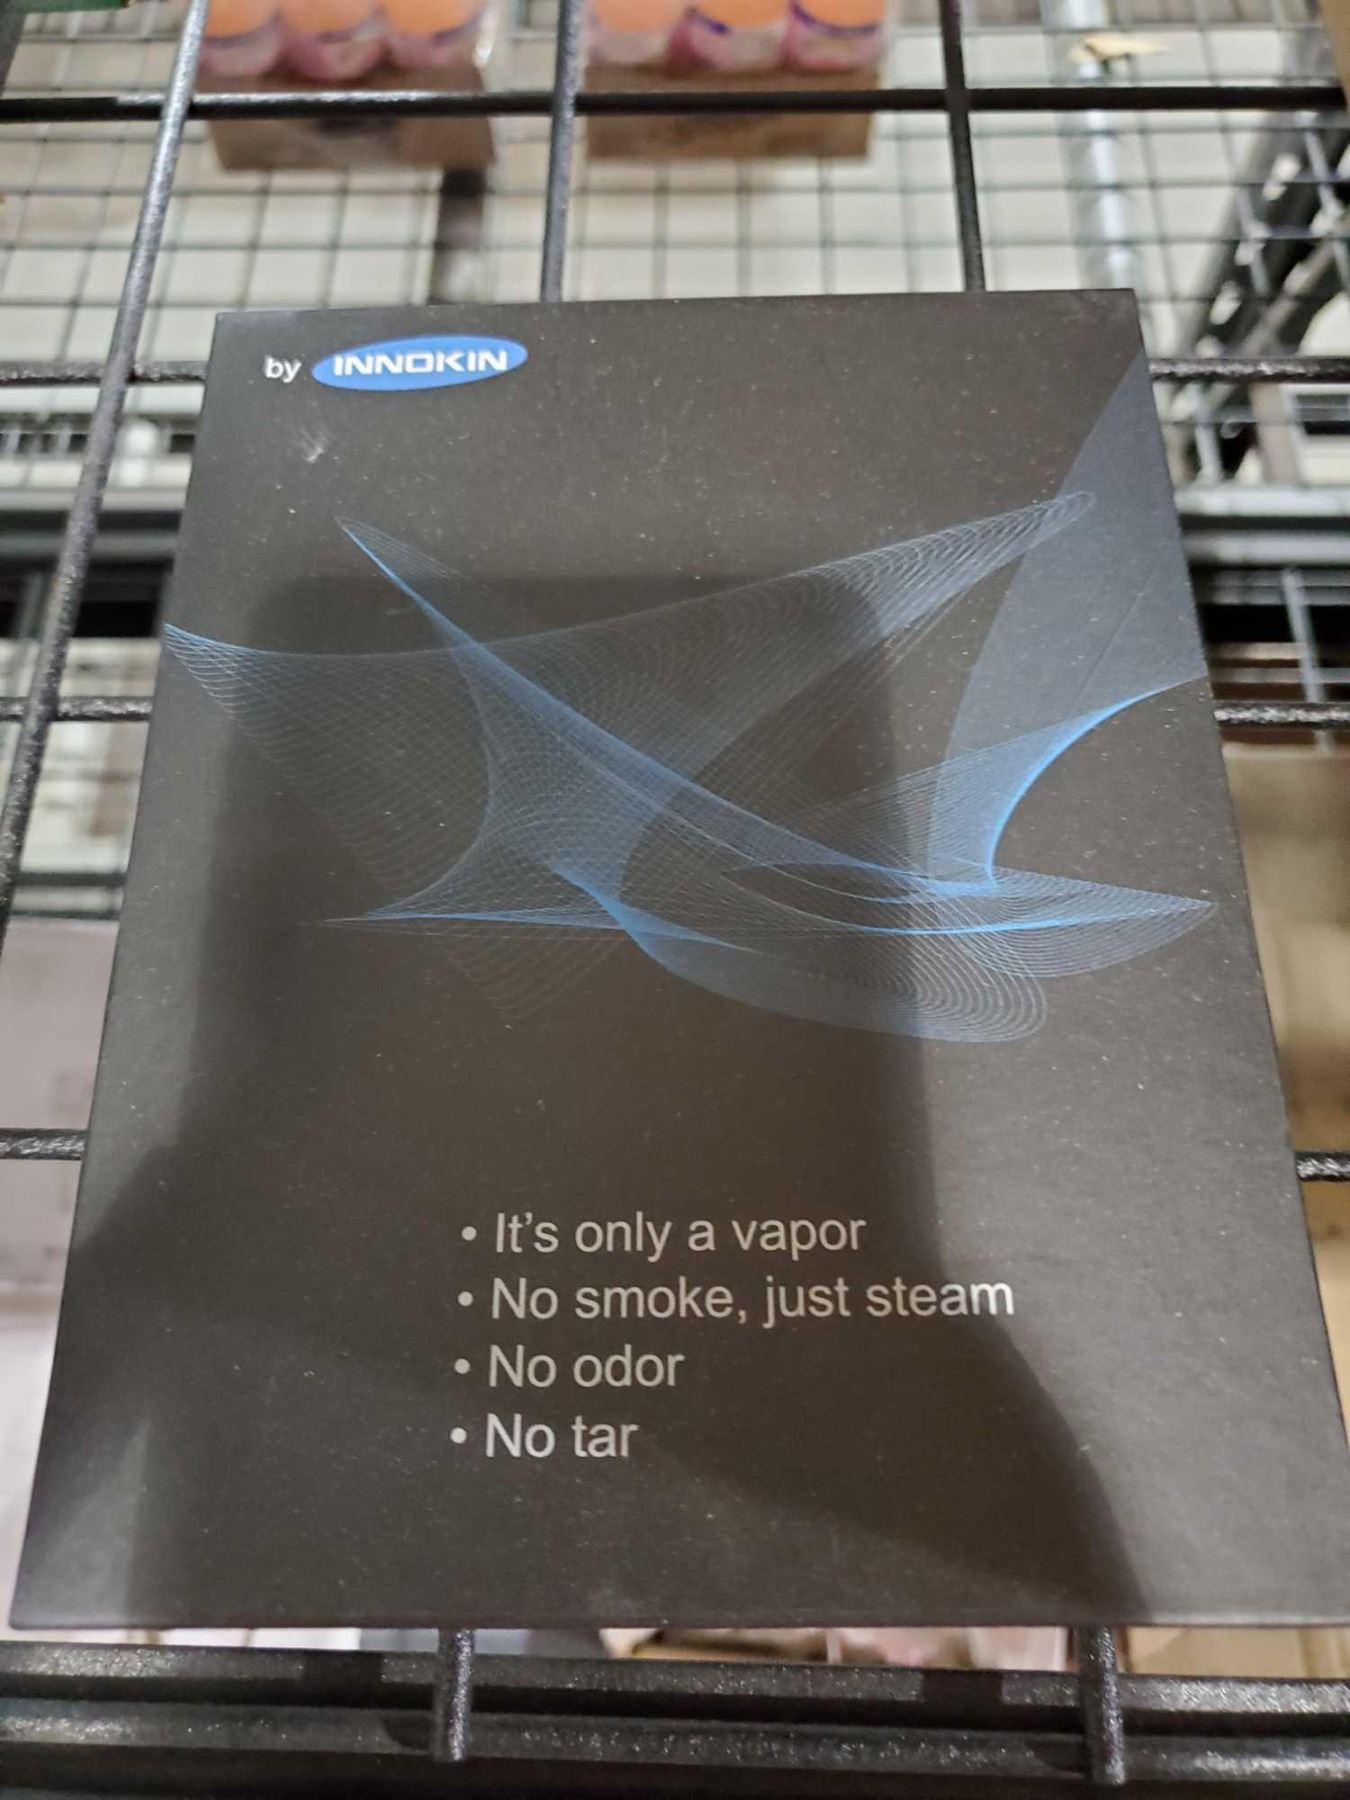 by INNOKIN
• It's only a vapor
• No smoke, just steam
• No odor
• No tar